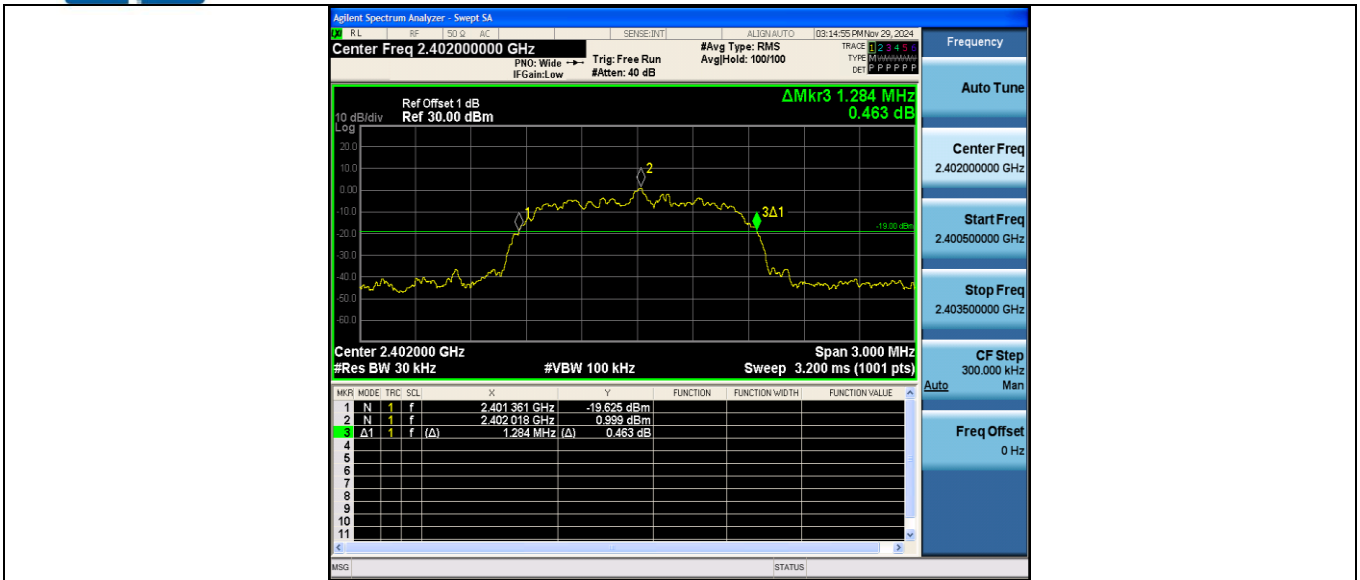 Agilent Spectrum Analyzer - Swept SA
RL RF 50 Ω AC SENSE:INT ALIGNAUTO 03:14:55 PM Nov 29, 2024
Center Freq 2.402000000 GHz
PNO: Wide
IFGain:Low
Trig: Free Run
#Atten: 40 dB
#Avg Type: RMS
Avg|Hold: 100/100
TRACE 1 2 3 4 5 6
TYPE M
DET P P P P P P
Ref Offset 1 dB
10 dB/div Ref 30.00 dBm
Log
ΔMkr3 1.284 MHz
0.463 dB
20.0
10.0
0.00
-10.0
-20.0
-30.0
-40.0
-50.0
-60.0
1
2
3Δ1
-19.00 dBm
Center 2.402000 GHz Span 3.000 MHz
#Res BW 30 kHz #VBW 100 kHz Sweep 3.200 ms (1001 pts)
MKR MODE TRC SCL X Y FUNCTION FUNCTION WIDTH FUNCTION VALUE
1 N 1 f 2.401 361 GHz -19.625 dBm
2 N 1 f 2.402 018 GHz 0.999 dBm
3 Δ1 1 f (Δ) 1.284 MHz (Δ) 0.463 dB
4
5
6
7
8
9
10
11
MSG STATUS
Frequency
Auto Tune
Center Freq
2.402000000 GHz
Start Freq
2.400500000 GHz
Stop Freq
2.403500000 GHz
CF Step
300.000 kHz
Auto Man
Freq Offset
0 Hz